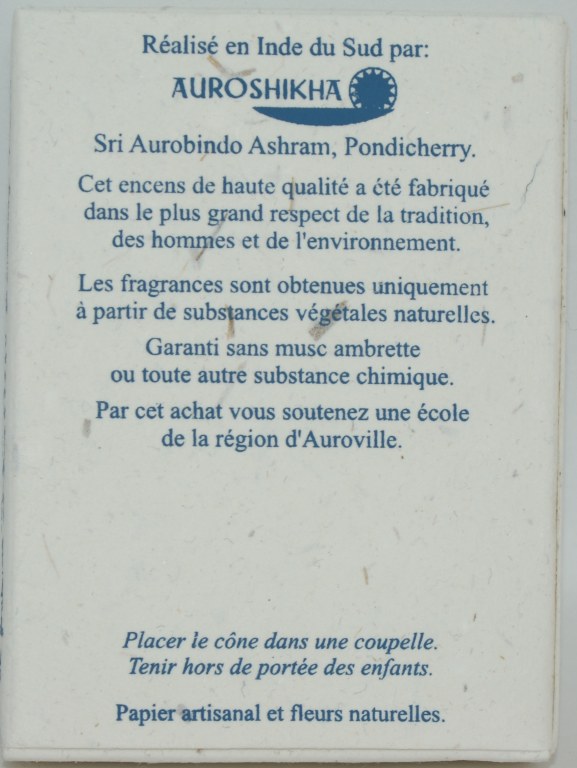 Réalisé en Inde du Sud par:
AUROSHIKHA
Sri Aurobindo Ashram, Pondicherry.
Cet encens de haute qualité a été fabriqué
dans le plus grand respect de la tradition,
des hommes et de l'environnement.
Les fragrances sont obtenues uniquement
à partir de substances végétales naturelles.
Garanti sans musc ambrette
ou toute autre substance chimique.
Par cet achat vous soutenez une école
de la région d'Auroville.
Placer le cône dans une coupelle.
Tenir hors de portée des enfants.
Papier artisanal et fleurs naturelles.